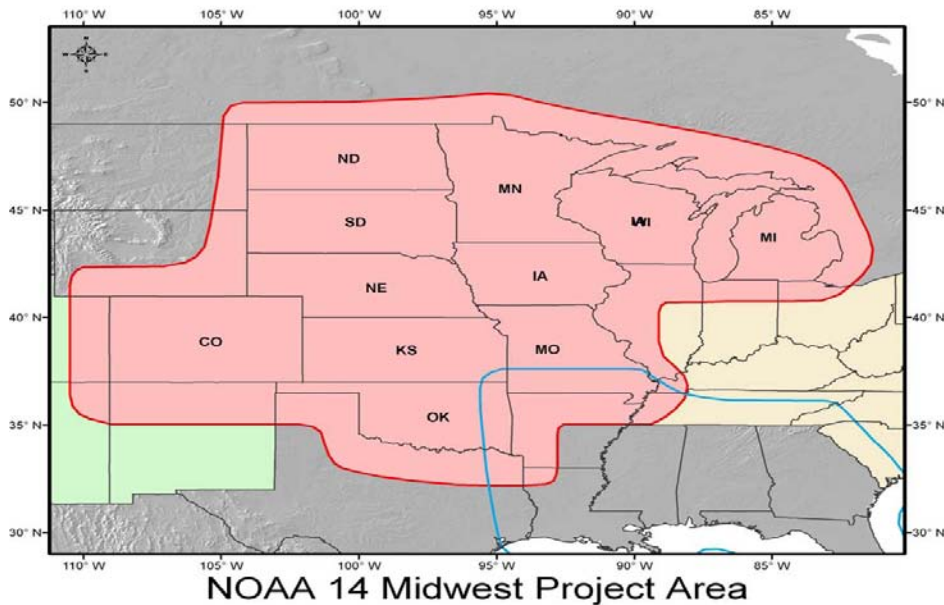 110° W 105° W 100° W 95° W 90° W 85° W
50° N 50° N
ND
MN
45° N 45° N
SD WI MI
NE IA
40° N 40° N
CO KS MO
OK
35° N 35° N
30° N 30° N
110° W 105° W 100° W 95° W 90° W 85° W
NOAA 14 Midwest Project Area